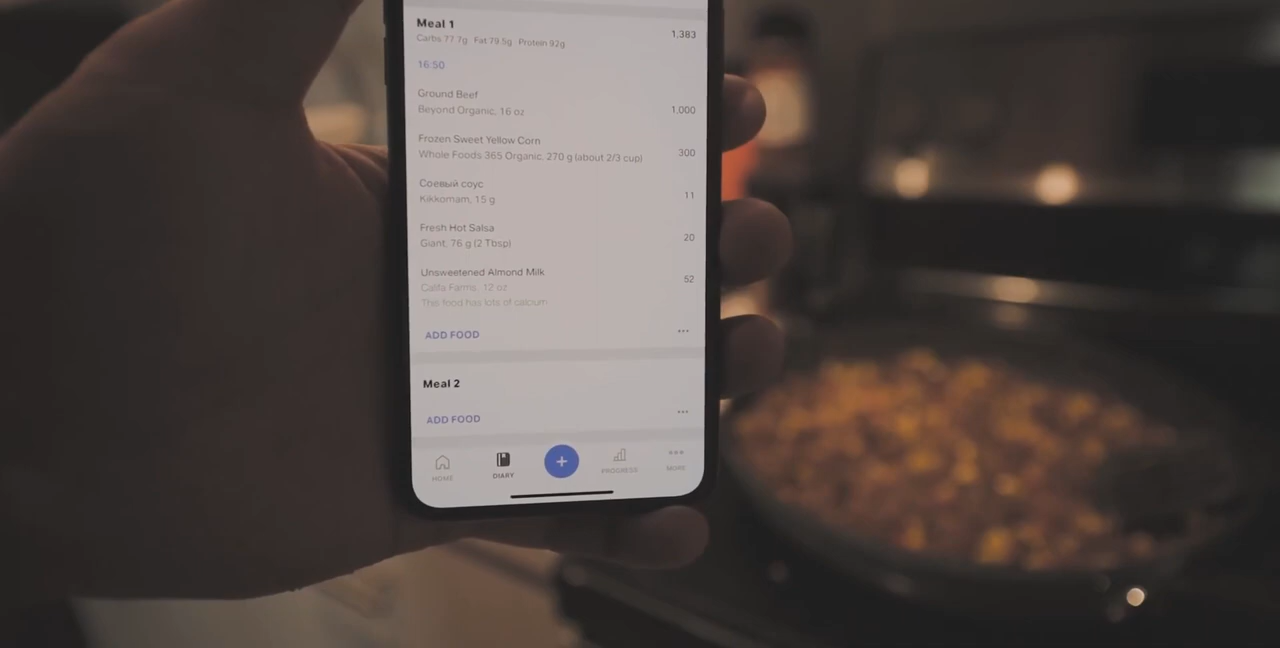 Meal 1
1,383
Carbs 77.7g Fat 79.5g Protein 92g
16:50
Ground Beef
Beyond Organic, 16 oz
1,000
Frozen Sweet Yellow Corn
Whole Foods 365 Organic, 270 g (about 2/3 cup)
300
Соевый соус
Kikkomam, 15 g
11
Fresh Hot Salsa
Giant, 76 g (2 Tbsp)
20
Unsweetened Almond Milk
Califa Farms, 12 oz
52
This food has lots of calcium
ADD FOOD
Meal 2
ADD FOOD
HOME
DIARY
PROGRESS
MORE